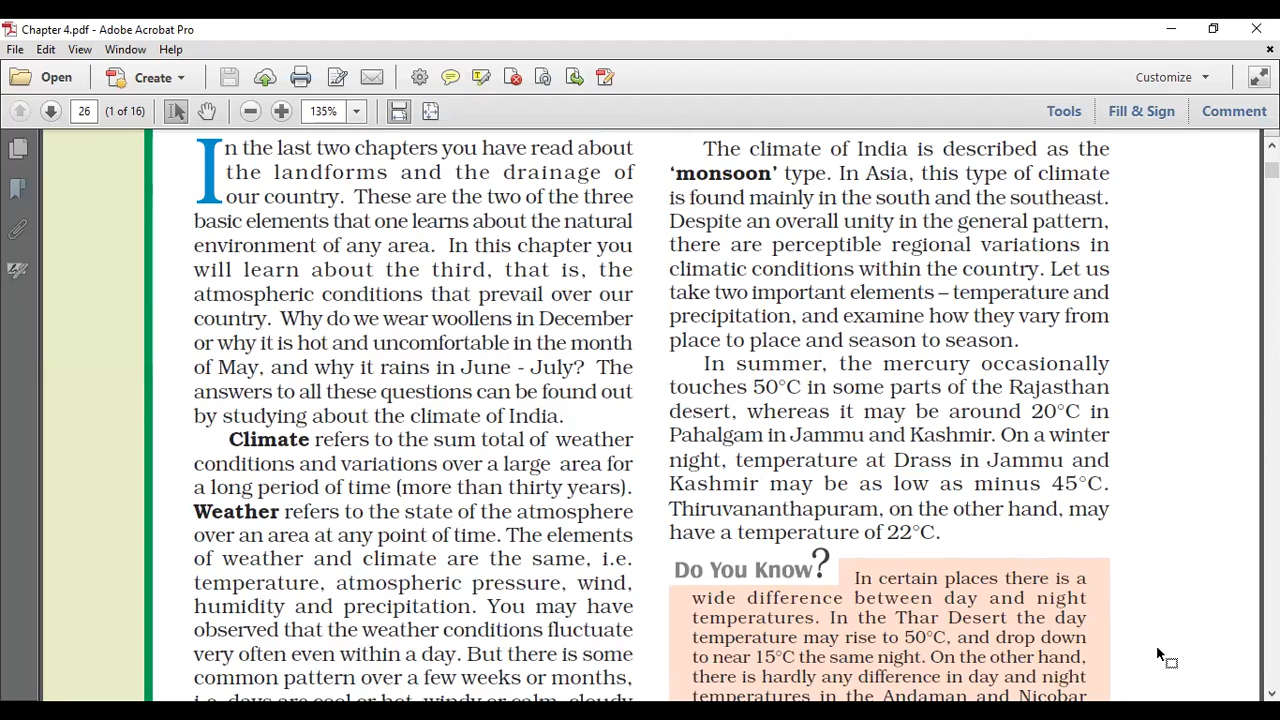 Chapter 4.pdf - Adobe Acrobat Pro
File Edit View Window Help
Open Create Customize
26 (1 of 16) 135% Tools Fill & Sign Comment
In the last two chapters you have read about
the landforms and the drainage of
our country. These are the two of the three
basic elements that one learns about the natural
environment of any area. In this chapter you
will learn about the third, that is, the
atmospheric conditions that prevail over our
country. Why do we wear woollens in December
or why it is hot and uncomfortable in the month
of May, and why it rains in June - July? The
answers to all these questions can be found out
by studying about the climate of India.
Climate refers to the sum total of weather
conditions and variations over a large area for
a long period of time (more than thirty years).
Weather refers to the state of the atmosphere
over an area at any point of time. The elements
of weather and climate are the same, i.e.
temperature, atmospheric pressure, wind,
humidity and precipitation. You may have
observed that the weather conditions fluctuate
very often even within a day. But there is some
common pattern over a few weeks or months,
i.e. days are cool or hot, windy or calm, cloudy
The climate of India is described as the
‘monsoon’ type. In Asia, this type of climate
is found mainly in the south and the southeast.
Despite an overall unity in the general pattern,
there are perceptible regional variations in
climatic conditions within the country. Let us
take two important elements – temperature and
precipitation, and examine how they vary from
place to place and season to season.
In summer, the mercury occasionally
touches 50°C in some parts of the Rajasthan
desert, whereas it may be around 20°C in
Pahalgam in Jammu and Kashmir. On a winter
night, temperature at Drass in Jammu and
Kashmir may be as low as minus 45°C.
Thiruvananthapuram, on the other hand, may
have a temperature of 22°C.
Do You Know?
In certain places there is a
wide difference between day and night
temperatures. In the Thar Desert the day
temperature may rise to 50°C, and drop down
to near 15°C the same night. On the other hand,
there is hardly any difference in day and night
temperatures in the Andaman and Nicobar